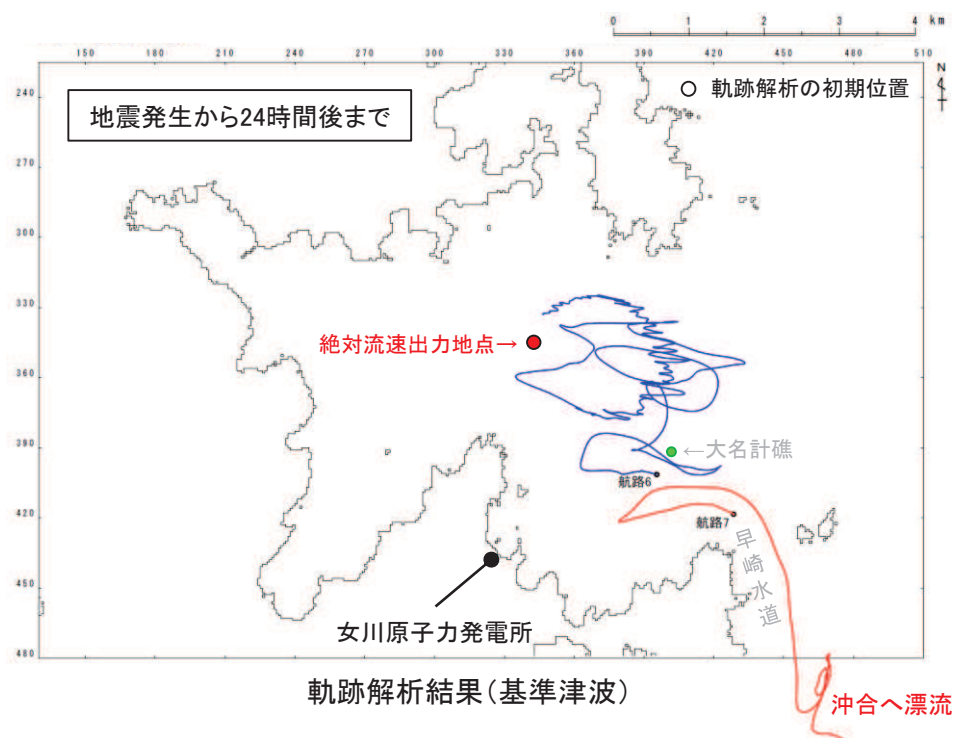 0 1 2 3 4 km
150 180 210 240 270 300 330 360 390 420 450 480 510
N
240
270
300
330
360
390
420
450
480
地震発生から24時間後まで
○ 軌跡解析の初期位置
絶対流速出力地点→
←大名計礁
航路6
航路7
早崎水道
女川原子力発電所
沖合へ漂流
軌跡解析結果(基準津波)